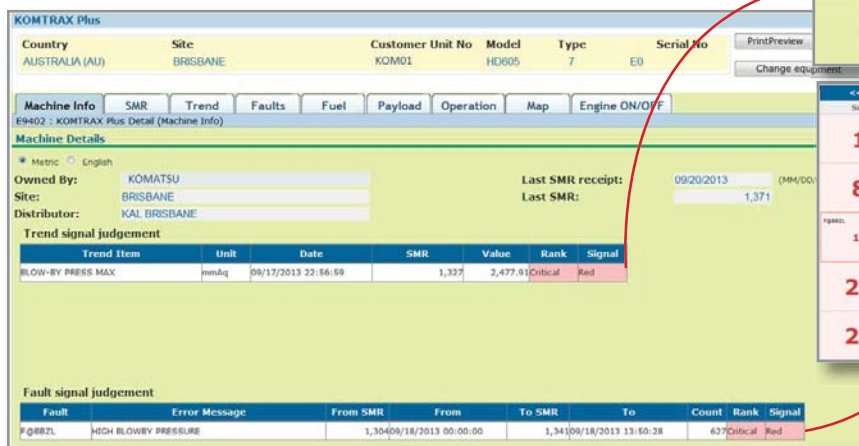 KOMTRAX Plus
Country Site Customer Unit No Model Type Serial No PrintPreview
AUSTRALIA (AU) BRISBANE KOM01 HD605 7 E0
Change equipment
Machine Info SMR Trend Faults Fuel Payload Operation Map Engine ON/OFF
E9402 : KOMTRAX Plus Detail (Machine Info)
Machine Details
Metric English
Owned By: KOMATSU Last SMR receipt: 09/20/2013 (MM/DD/
Site: BRISBANE Last SMR: 1,371
Distributor: KAL BRISBANE
Trend signal judgement
Trend Item Unit Date SMR Value Rank Signal
BLOW-BY PRESS MAX mmAq 09/17/2013 22:56:59 1,327 2,477.91 Critical Red
Fault signal judgement
Fault Error Message From SMR From To SMR To Count Rank Signal
F@BBZL HIGH BLOWBY PRESSURE 1,304 09/18/2013 00:00:00 1,341 09/18/2013 13:50:28 627 Critical Red
<<
1
8
1
2
2